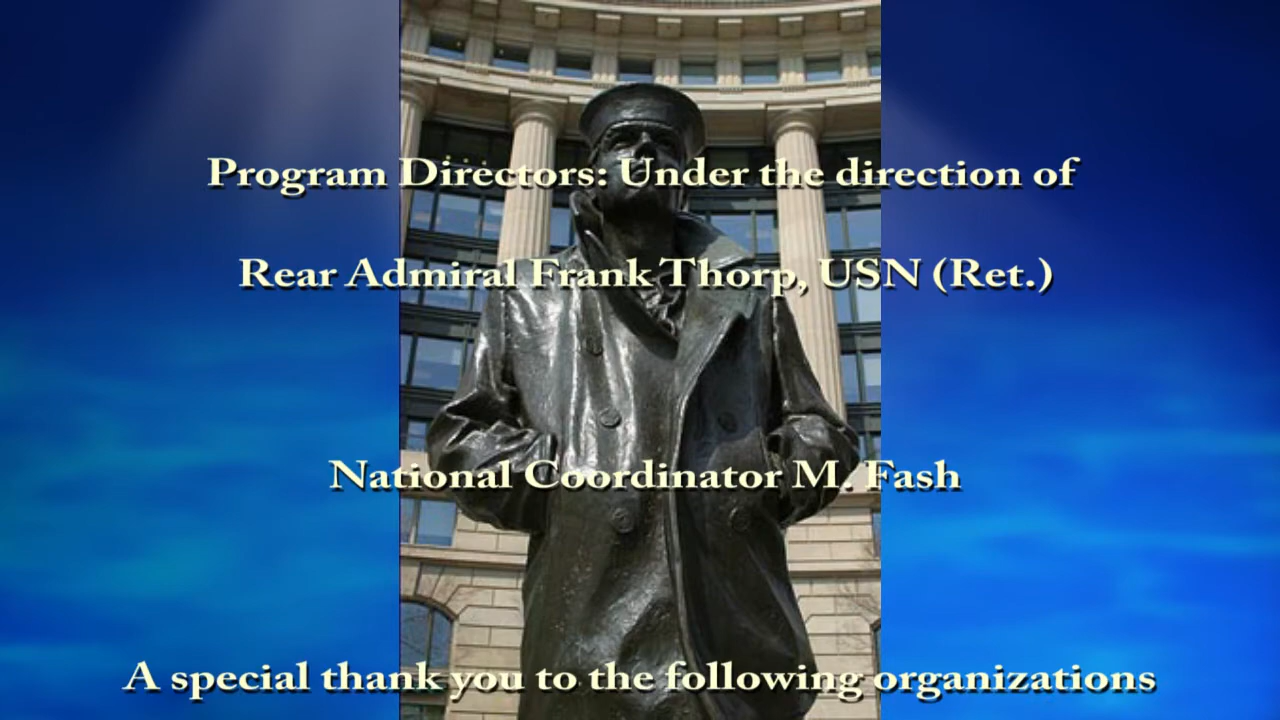 Program Directors: Under the direction of
Rear Admiral Frank Thorp, USN (Ret.)
National Coordinator M. Fash
A special thank you to the following organizations